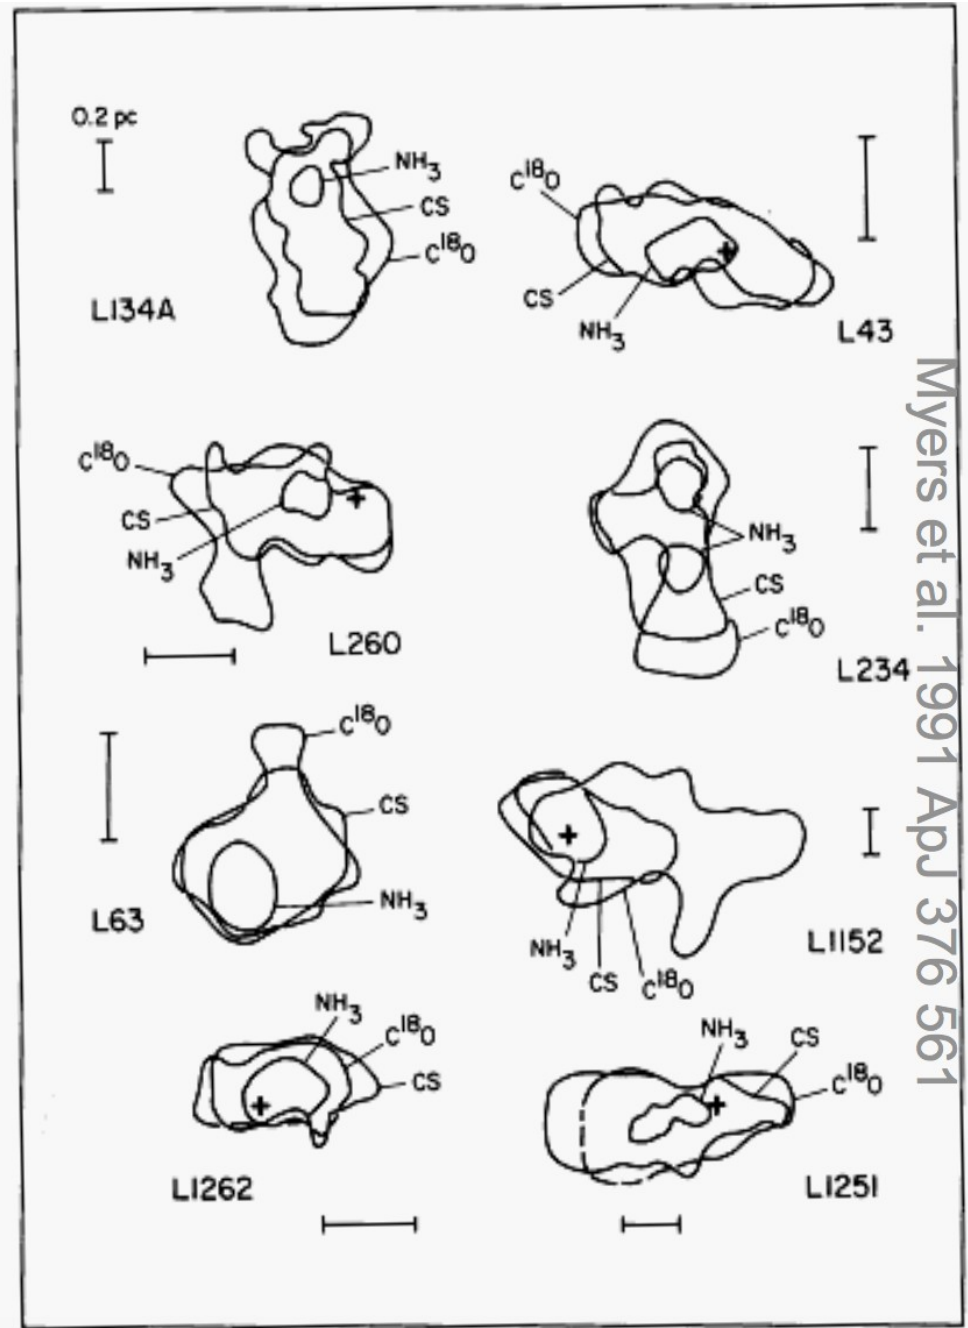 0.2 pc
NH3
CS
C18O
L134A
C18O
CS
NH3
L43
C18O
CS
NH3
L260
NH3
CS
C18O
L234
C18O
CS
NH3
L63
NH3
CS
C18O
L1152
NH3
C18O
CS
L1262
NH3
CS
C18O
L1251
Myers et al. 1991 ApJ 376 561